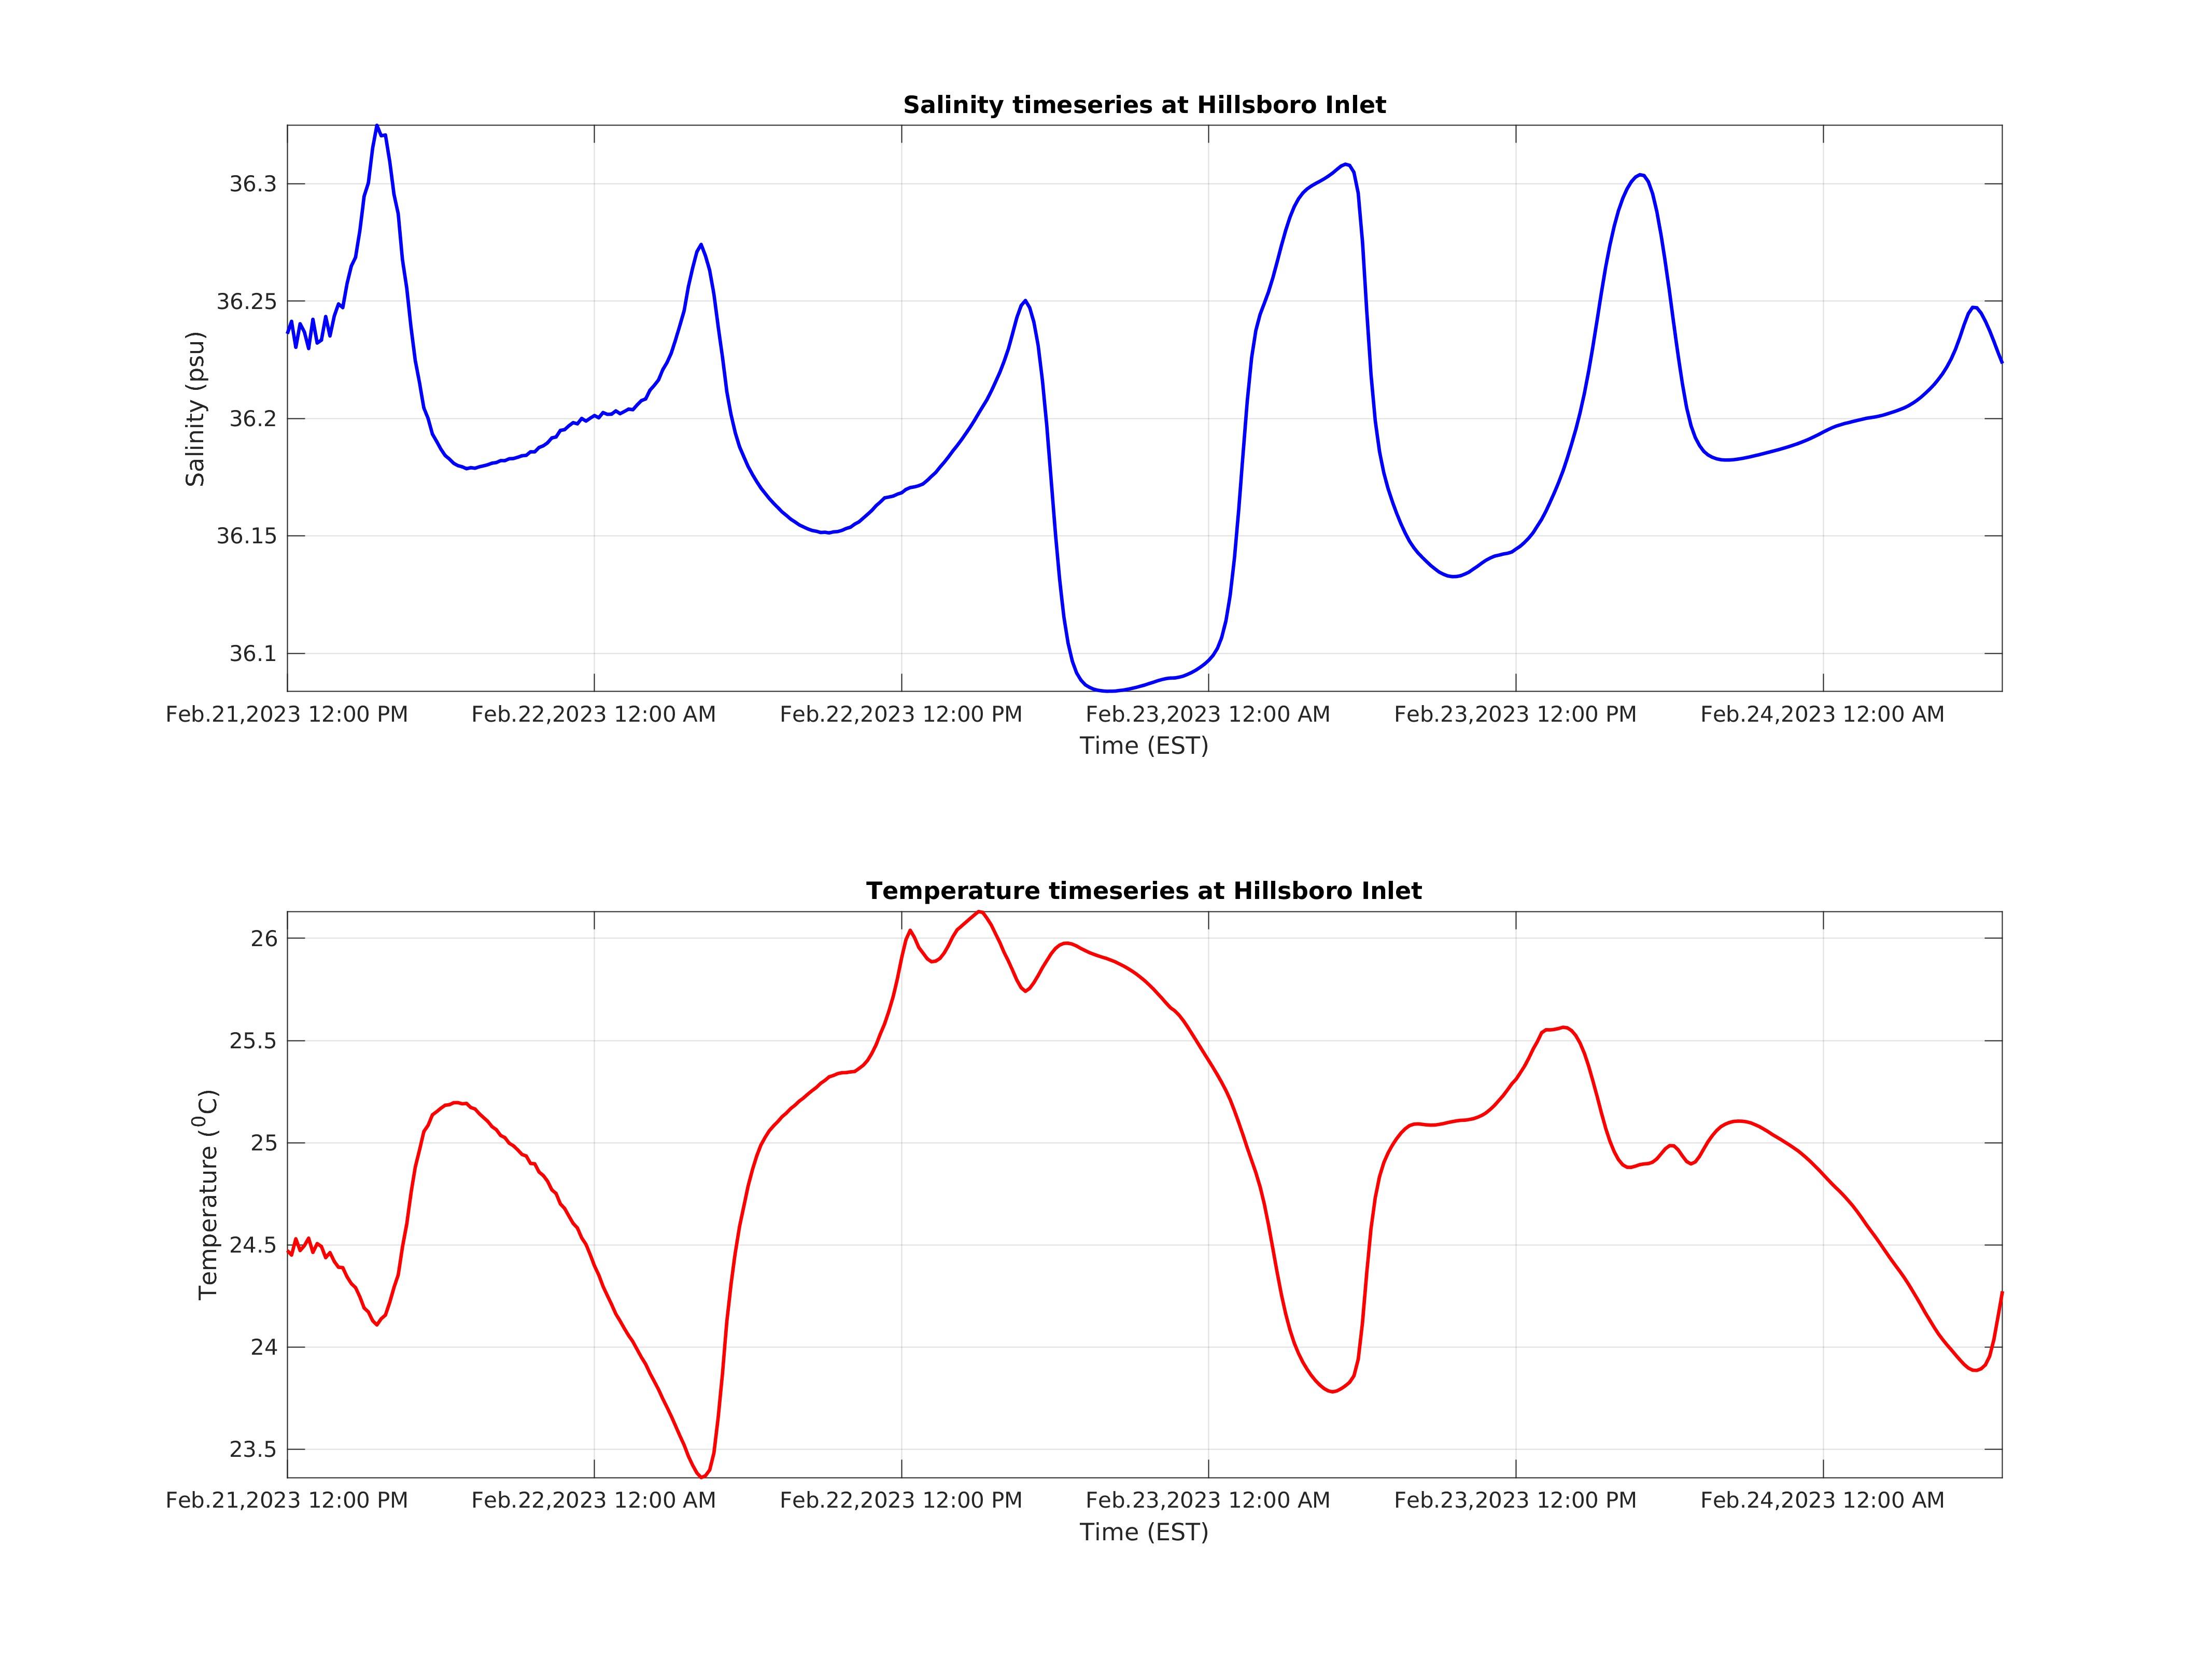 Salinity timeseries at Hillsboro Inlet
Salinity (psu)
36.3
36.25
36.2
36.15
36.1
Feb.21,2023 12:00 PM Feb.22,2023 12:00 AM Feb.22,2023 12:00 PM Feb.23,2023 12:00 AM Feb.23,2023 12:00 PM Feb.24,2023 12:00 AM
Time (EST)
Temperature timeseries at Hillsboro Inlet
Temperature (⁰C)
26
25.5
25
24.5
24
23.5
Feb.21,2023 12:00 PM Feb.22,2023 12:00 AM Feb.22,2023 12:00 PM Feb.23,2023 12:00 AM Feb.23,2023 12:00 PM Feb.24,2023 12:00 AM
Time (EST)